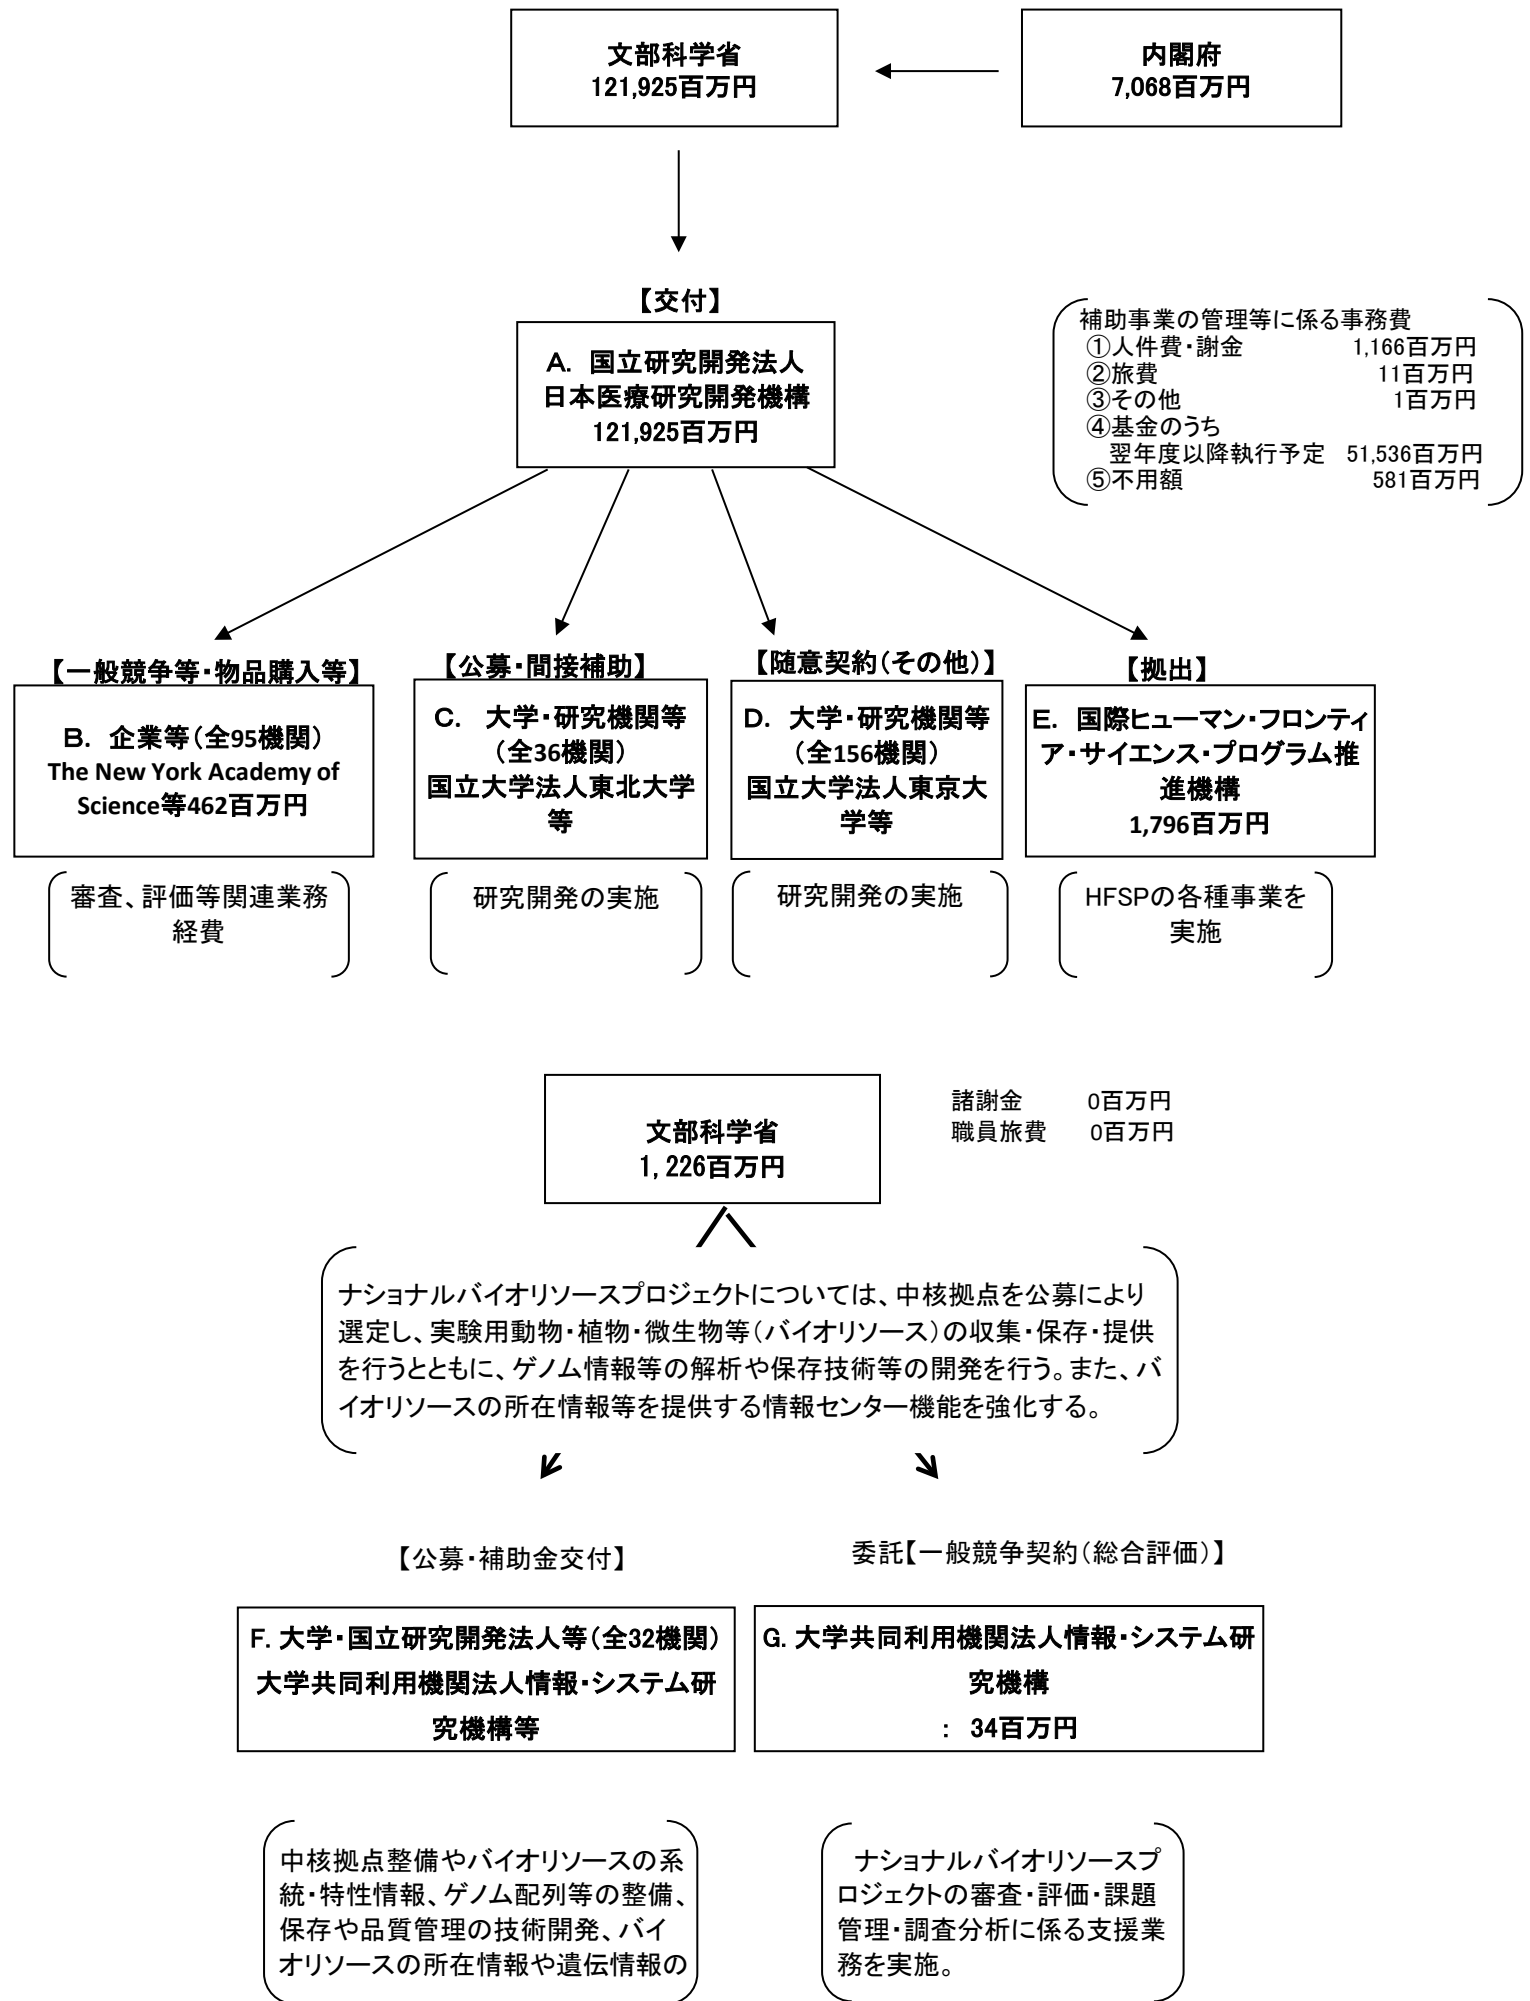 文部科学省
121,925百万円
内閣府
7,068百万円
【交付】
A. 国立研究開発法人
日本医療研究開発機構
121,925百万円
補助事業の管理等に係る事務費
①人件費・謝金 1,166百万円
②旅費 11百万円
③その他 1百万円
④基金のうち
翌年度以降執行予定 51,536百万円
⑤不用額 581百万円
【一般競争等・物品購入等】
B. 企業等(全95機関)
The New York Academy of
Science等462百万円
審査、評価等関連業務
経費
【公募・間接補助】
C. 大学・研究機関等
(全36機関)
国立大学法人東北大学
等
研究開発の実施
【随意契約(その他)】
D. 大学・研究機関等
(全156機関)
国立大学法人東京大
学等
研究開発の実施
【拠出】
E. 国際ヒューマン・フロンティ
ア・サイエンス・プログラム推
進機構
1,796百万円
HFSPの各種事業を
実施
文部科学省
1,226百万円
諸謝金 0百万円
職員旅費 0百万円
ナショナルバイオリソースプロジェクトについては、中核拠点を公募により
選定し、実験用動物・植物・微生物等(バイオリソース)の収集・保存・提供
を行うとともに、ゲノム情報等の解析や保存技術等の開発を行う。また、バ
イオリソースの所在情報等を提供する情報センター機能を強化する。
【公募・補助金交付】
F. 大学・国立研究開発法人等(全32機関)
大学共同利用機関法人情報・システム研
究機構等
中核拠点整備やバイオリソースの系
統・特性情報、ゲノム配列等の整備、
保存や品質管理の技術開発、バイ
オリソースの所在情報や遺伝情報の
委託【一般競争契約(総合評価)】
G. 大学共同利用機関法人情報・システム研
究機構
: 34百万円
ナショナルバイオリソースプ
ロジェクトの審査・評価・課題
管理・調査分析に係る支援業
務を実施。